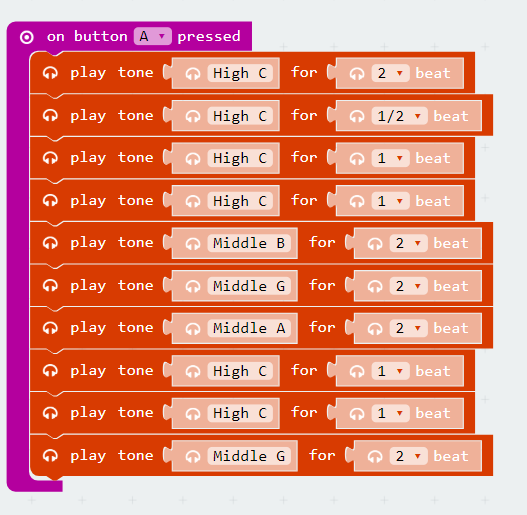 on button A pressed
play tone High C for 2 beat
play tone High C for 1/2 beat
play tone High C for 1 beat
play tone High C for 1 beat
play tone Middle B for 2 beat
play tone Middle G for 2 beat
play tone Middle A for 2 beat
play tone High C for 1 beat
play tone High C for 1 beat
play tone Middle G for 2 beat